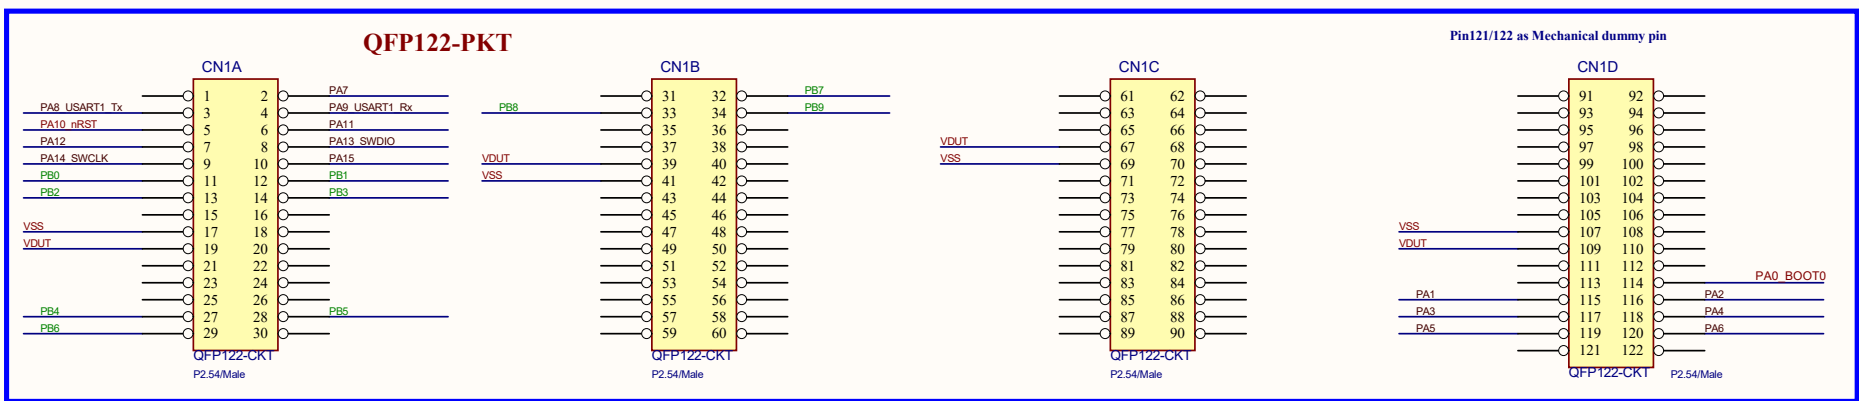 QFP122-PKT
Pin121/122 as Mechanical dummy pin
CN1A
1 2 PA7
PA8_USART1_Tx 3 4 PA9_USART1_Rx
PA10_nRST 5 6 PA11
PA12 7 8 PA13_SWDIO
PA14_SWCLK 9 10 PA15
PB0 11 12 PB1
PB2 13 14 PB3
15 16
VSS 17 18
VDUT 19 20
21 22
23 24
25 26
PB4 27 28 PB5
PB6 29 30
QFP122-CKT
P2.54/Male
CN1B
31 32 PB7
PB8 33 34 PB9
35 36
37 38
VDUT 39 40
VSS 41 42
43 44
45 46
47 48
49 50
51 52
53 54
55 56
57 58
59 60
QFP122-CKT
P2.54/Male
CN1C
61 62
63 64
65 66
VDUT 67 68
VSS 69 70
71 72
73 74
75 76
77 78
79 80
81 82
83 84
85 86
87 88
89 90
QFP122-CKT
P2.54/Male
CN1D
91 92
93 94
95 96
97 98
99 100
101 102
103 104
105 106
VSS 107 108
VDUT 109 110
111 112
113 114 PA0_BOOT0
PA1 115 116 PA2
PA3 117 118 PA4
PA5 119 120 PA6
121 122
QFP122-CKT P2.54/Male